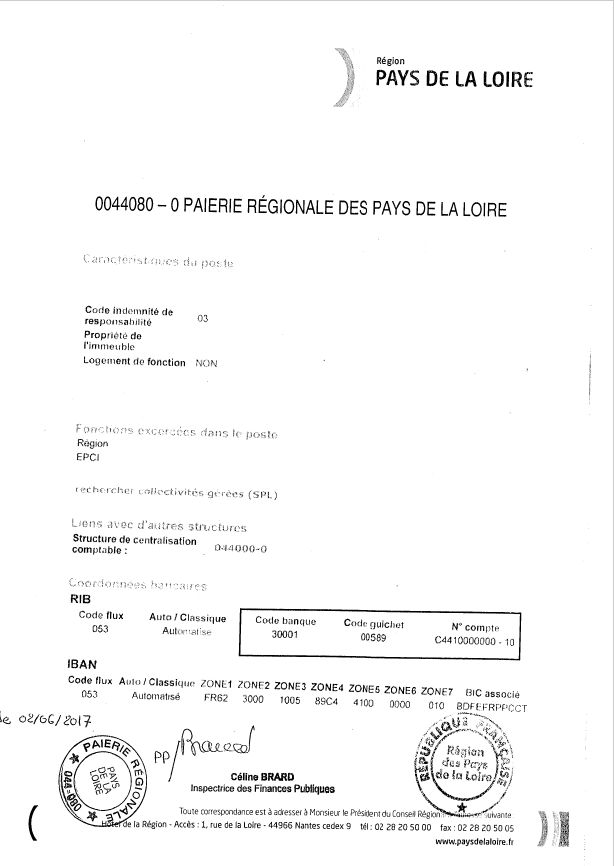 Région
PAYS DE LA LOIRE
0044080 – 0 PAIERIE RÉGIONALE DES PAYS DE LA LOIRE
Caractéristiques du poste
Code indemnité de
responsabilité 03
Propriété de
l'immeuble
Logement de fonction NON
Fonctions exercées dans le poste
Région
EPCI
rechercher collectivités gérées (SPL)
Liens avec d'autres structures
Structure de centralisation
comptable : 044000-0
Coordonnées bancaires
RIB
Code flux Auto / Classique Code banque Code guichet N° compte
053 Automatisé 30001 00589 C4410000000 - 10
IBAN
Code flux Auto / Classique ZONE1 ZONE2 ZONE3 ZONE4 ZONE5 ZONE6 ZONE7 BIC associé
053 Automatisé FR62 3000 1005 89C4 4100 0000 010 BDFEFRPPCCT
le 02/06/2017
PAIERIE RÉGIONALE
PAYS
DE LA
LOIRE
044-080
PP/
Céline BRARD
Inspectrice des Finances Publiques
RÉPUBLIQUE FRANÇAISE
Région
des Pays
de la Loire
Toute correspondance est à adresser à Monsieur le Président du Conseil Régional suivante
Hôtel de la Région - Accès : 1, rue de la Loire - 44966 Nantes cedex 9 tél : 02 28 20 50 00 fax : 02 28 20 50 05
www.paysdelaloire.fr